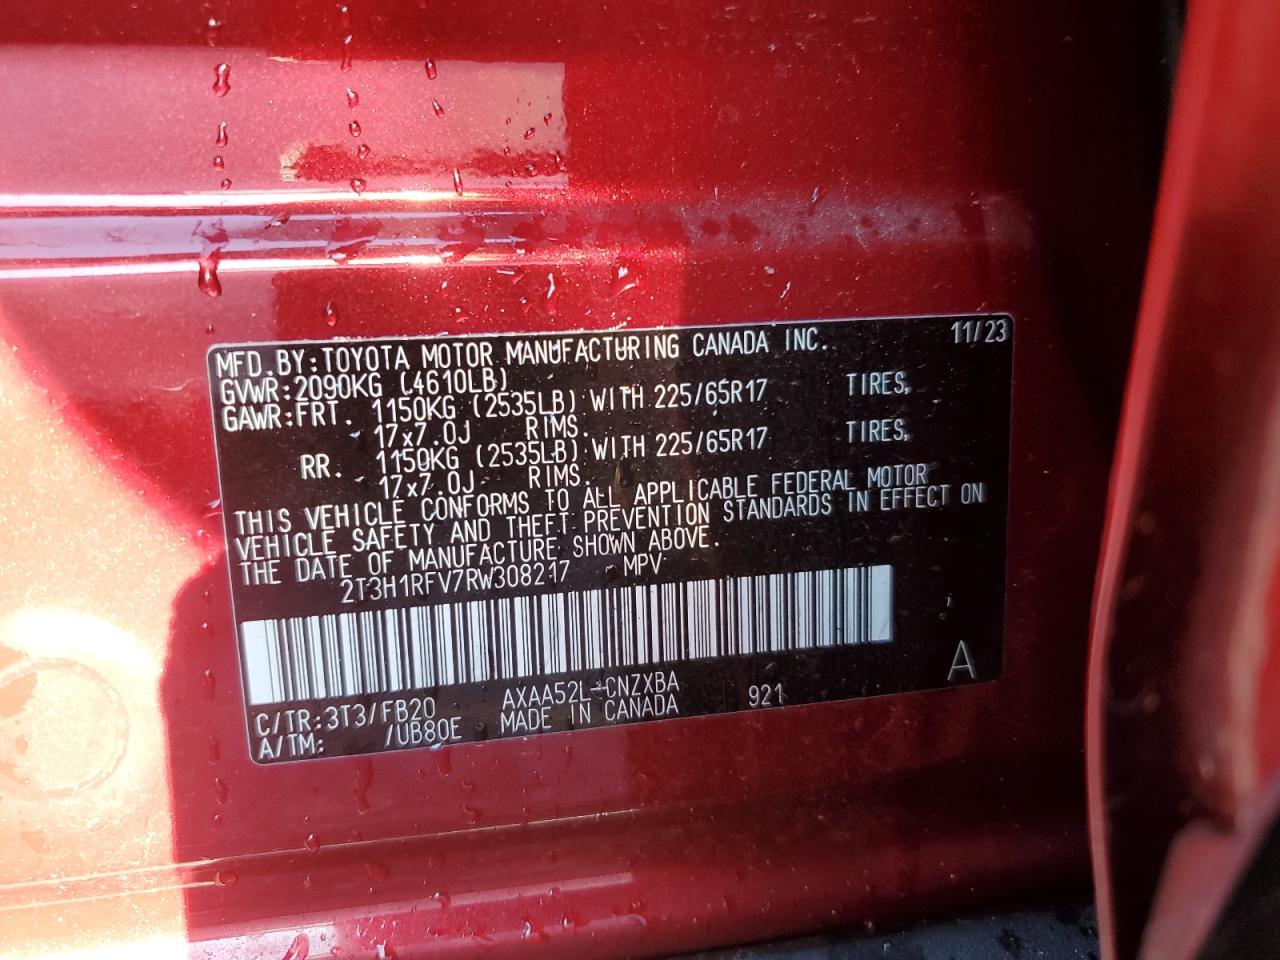 MFD.BY:TOYOTA MOTOR MANUFACTURING CANADA INC. 11/23
GVWR:2090KG (4610LB)
GAWR:FRT. 1150KG (2535LB) WITH 225/65R17 TIRES,
17x7.0J RIMS.
RR. 1150KG (2535LB) WITH 225/65R17 TIRES,
17x7.0J RIMS.
THIS VEHICLE CONFORMS TO ALL APPLICABLE FEDERAL MOTOR
VEHICLE SAFETY AND THEFT PREVENTION STANDARDS IN EFFECT ON
THE DATE OF MANUFACTURE SHOWN ABOVE.
2T3H1RFV7RW308217 MPV
A
C/TR:3T3/FB20 AXAA52L-CNZXBA 921
A/TM: /UB80E MADE IN CANADA